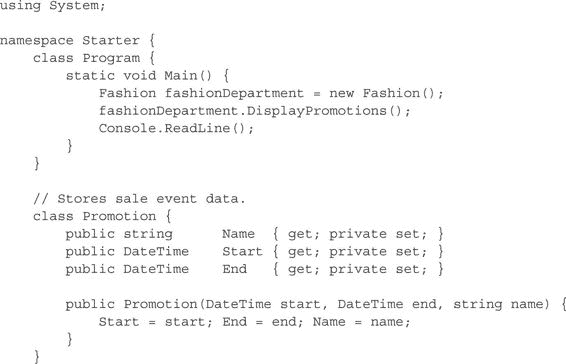 using System;

namespace Starter {
    class Program {
        static void Main() {
            Fashion fashionDepartment = new Fashion();
            fashionDepartment.DisplayPromotions();
            Console.ReadLine();
        }
    }

    // Stores sale event data.
    class Promotion {
        public string      Name  { get; private set; }
        public DateTime    Start { get; private set; }
        public DateTime    End   { get; private set; }

        public Promotion(DateTime start, DateTime end, string name) {
            Start = start; End = end; Name = name;
        }
    }